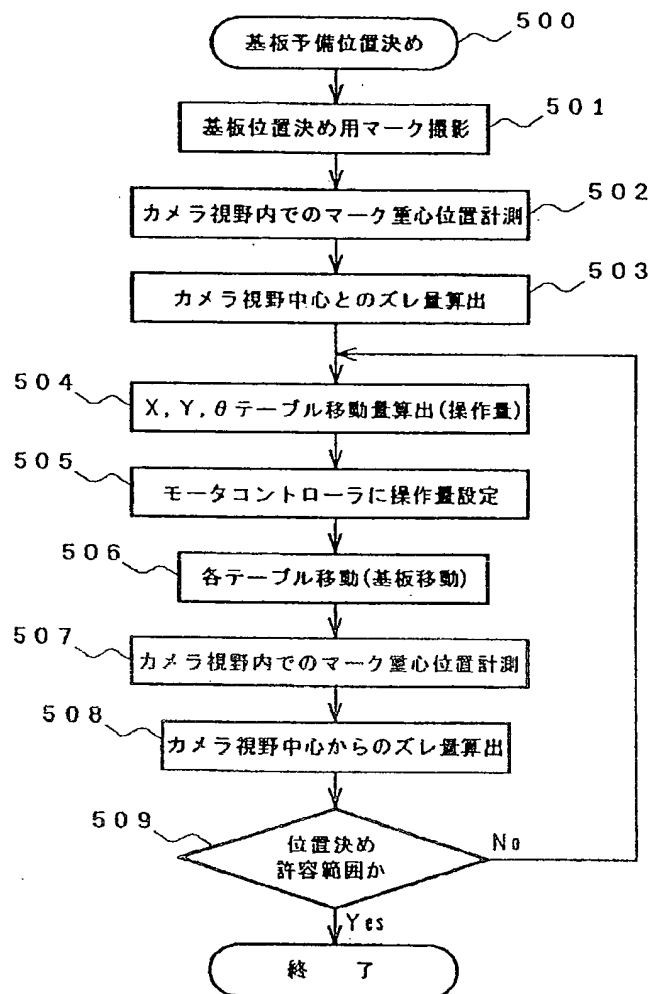 基板予備位置決め
500
基板位置決め用マーク撮影
501
カメラ視野内でのマーク重心位置計測
502
カメラ視野中心とのズレ量算出
503
504
X, Y, θテーブル移動量算出(操作量)
505
モータコントローラに操作量設定
506
各テーブル移動(基板移動)
507
カメラ視野内でのマーク重心位置計測
508
カメラ視野中心からのズレ量算出
509
位置決め
許容範囲か
No
Yes
終 了